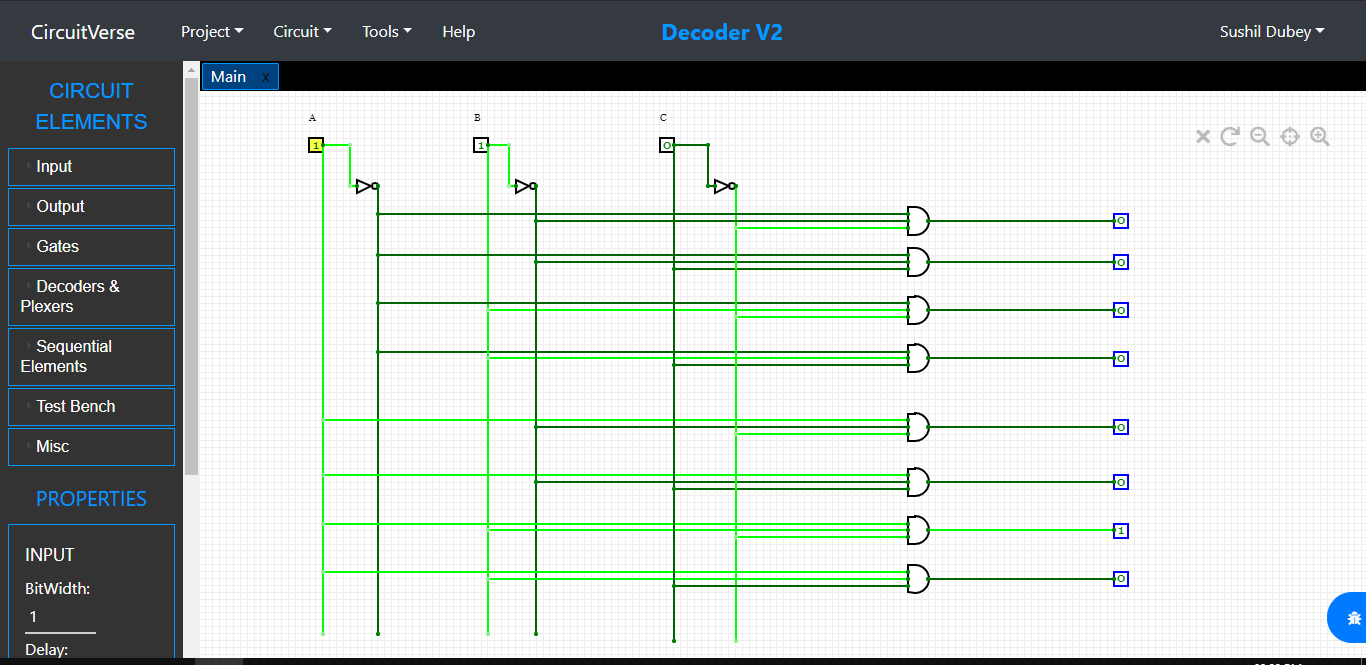 CircuitVerse Project Circuit Tools Help Decoder V2 Sushil Dubey
Main x
CIRCUIT
ELEMENTS
Input
Output
Gates
Decoders &
Plexers
Sequential
Elements
Test Bench
Misc
PROPERTIES
INPUT
BitWidth:
1
Delay:
A B C
1 1 0
0
0
0
0
0
0
1
0